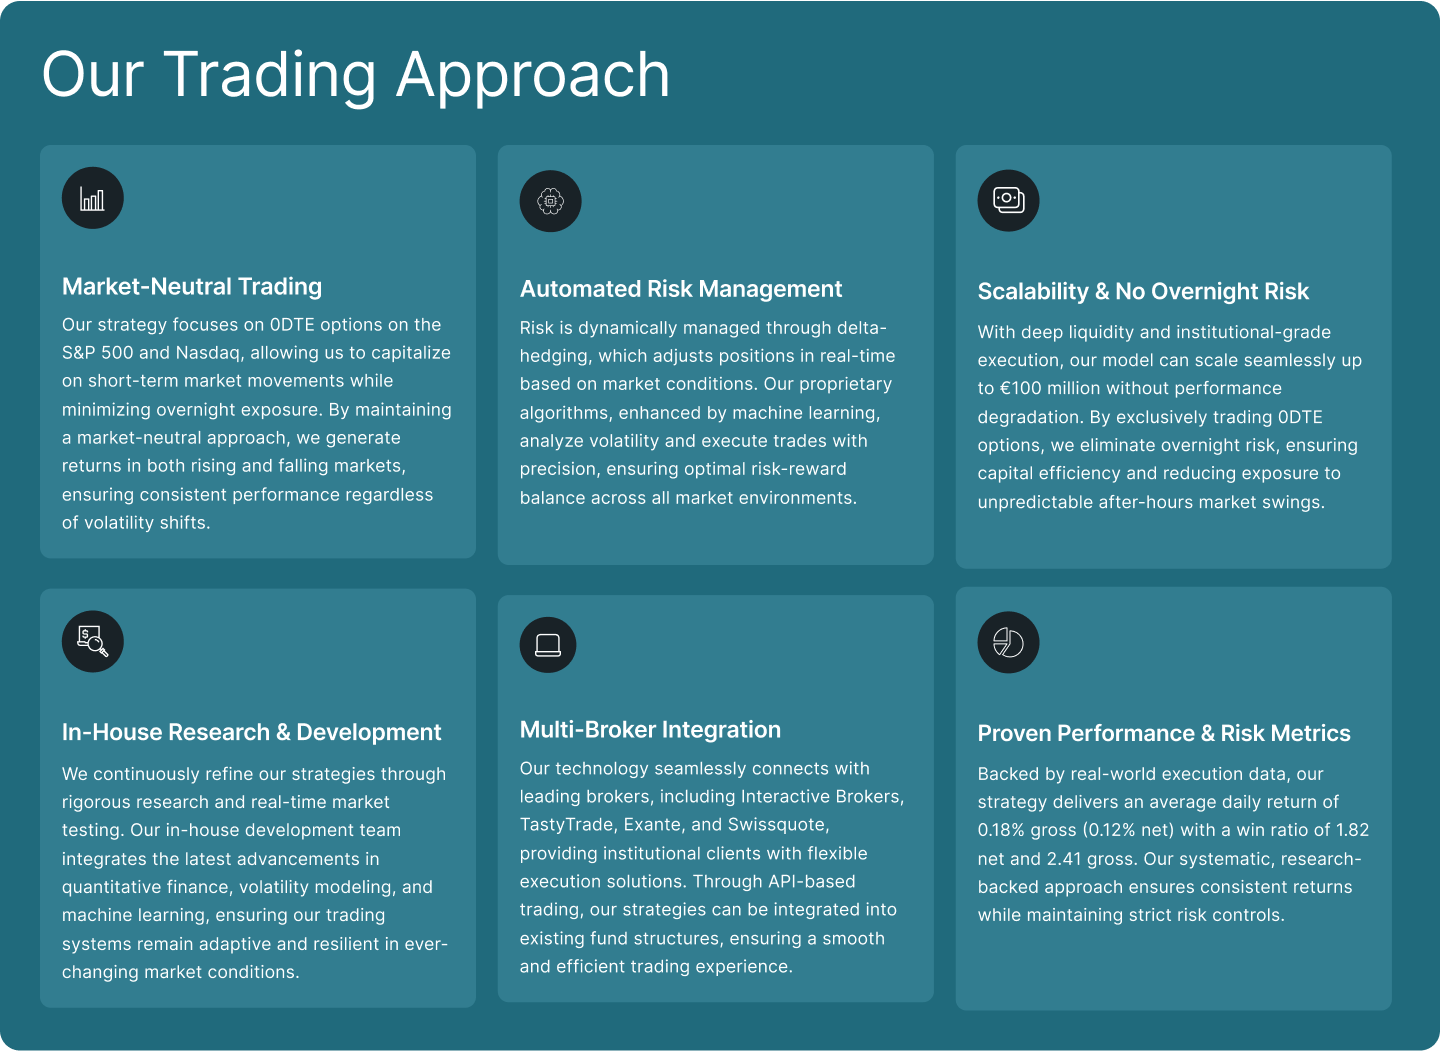 Our Trading Approach
Market-Neutral Trading
Our strategy focuses on 0DTE options on the
S&P 500 and Nasdaq, allowing us to capitalize
on short-term market movements while
minimizing overnight exposure. By maintaining
a market-neutral approach, we generate
returns in both rising and falling markets,
ensuring consistent performance regardless
of volatility shifts.
Automated Risk Management
Risk is dynamically managed through delta-
hedging, which adjusts positions in real-time
based on market conditions. Our proprietary
algorithms, enhanced by machine learning,
analyze volatility and execute trades with
precision, ensuring optimal risk-reward
balance across all market environments.
Scalability & No Overnight Risk
With deep liquidity and institutional-grade
execution, our model can scale seamlessly up
to €100 million without performance
degradation. By exclusively trading 0DTE
options, we eliminate overnight risk, ensuring
capital efficiency and reducing exposure to
unpredictable after-hours market swings.
In-House Research & Development
We continuously refine our strategies through
rigorous research and real-time market
testing. Our in-house development team
integrates the latest advancements in
quantitative finance, volatility modeling, and
machine learning, ensuring our trading
systems remain adaptive and resilient in ever-
changing market conditions.
Multi-Broker Integration
Our technology seamlessly connects with
leading brokers, including Interactive Brokers,
TastyTrade, Exante, and Swissquote,
providing institutional clients with flexible
execution solutions. Through API-based
trading, our strategies can be integrated into
existing fund structures, ensuring a smooth
and efficient trading experience.
Proven Performance & Risk Metrics
Backed by real-world execution data, our
strategy delivers an average daily return of
0.18% gross (0.12% net) with a win ratio of 1.82
net and 2.41 gross. Our systematic, research-
backed approach ensures consistent returns
while maintaining strict risk controls.